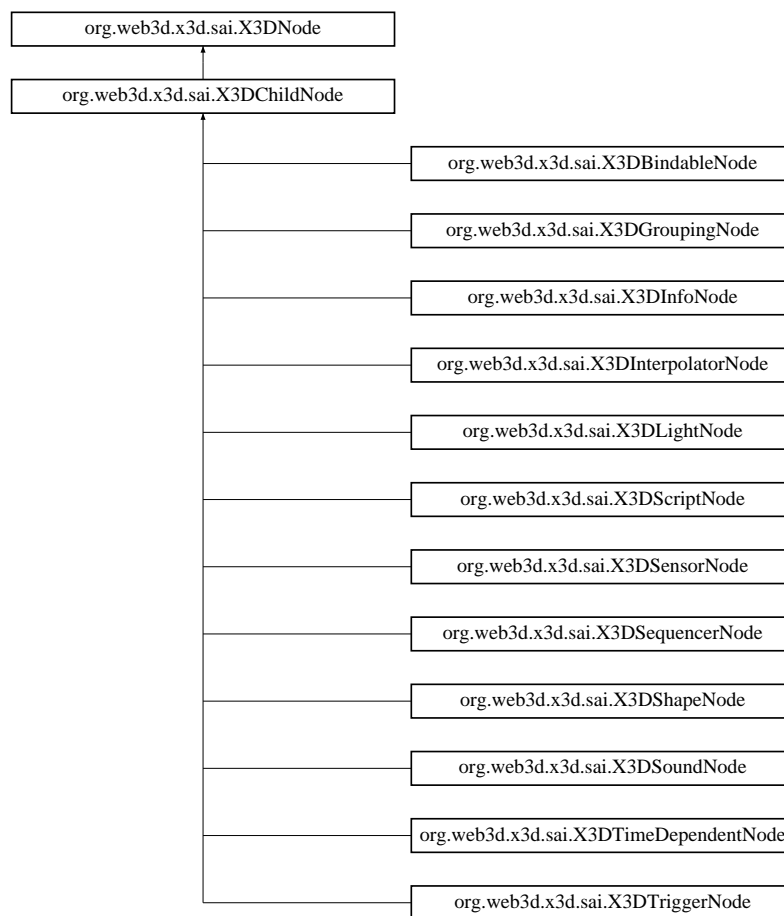 org.web3d.x3d.sai.X3DNode
org.web3d.x3d.sai.X3DChildNode
org.web3d.x3d.sai.X3DBindableNode
org.web3d.x3d.sai.X3DGroupingNode
org.web3d.x3d.sai.X3DInfoNode
org.web3d.x3d.sai.X3DInterpolatorNode
org.web3d.x3d.sai.X3DLightNode
org.web3d.x3d.sai.X3DScriptNode
org.web3d.x3d.sai.X3DSensorNode
org.web3d.x3d.sai.X3DSequencerNode
org.web3d.x3d.sai.X3DShapeNode
org.web3d.x3d.sai.X3DSoundNode
org.web3d.x3d.sai.X3DTimeDependentNode
org.web3d.x3d.sai.X3DTriggerNode